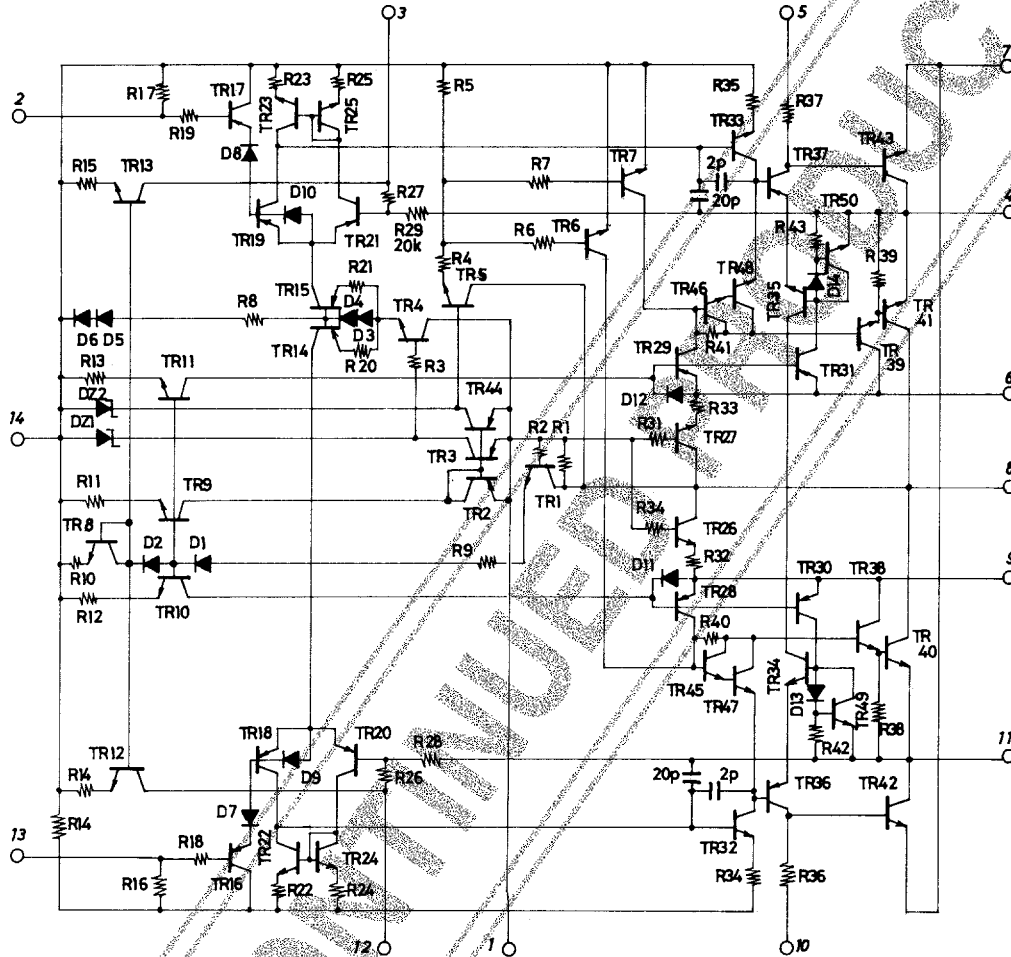 3
5
7
2
R17
TR17
R23
R25
TR23
TR25
R19
D8
R5
R35
TR33
R37
TR43
TR37
R15
TR13
D10
R27
R7
TR7
2p
20p
TR50
4
TR19
TR21
R29
20k
R6
TR6
R43
D14
R39
R4
TR5
R21
TR15
D4
D3
TR4
R8
TR46
TR48
TR35
TR
41
D6 D5
TR14
R20
R3
R41
TR
39
R13
TR11
TR29
TR31
6
DZ2
D12
R33
TR44
14
DZ1
R31
TR27
TR3
R2
R1
8
R11
TR9
TR2
TR1
R34
TR26
TR8
D2
D1
R9
D11
R32
TR30
TR38
9
R10
R12
TR10
TR28
R40
TR
40
TR45
TR47
TR34
D13
TR49
R38
R42
TR18
TR20
R28
11
TR12
D9
R26
R14
R14
D7
20p
2p
TR36
TR42
13
R18
TR22
TR24
TR32
R16
TR16
R22
R24
R34
R36
12
1
10
CONTINUED PRODUC